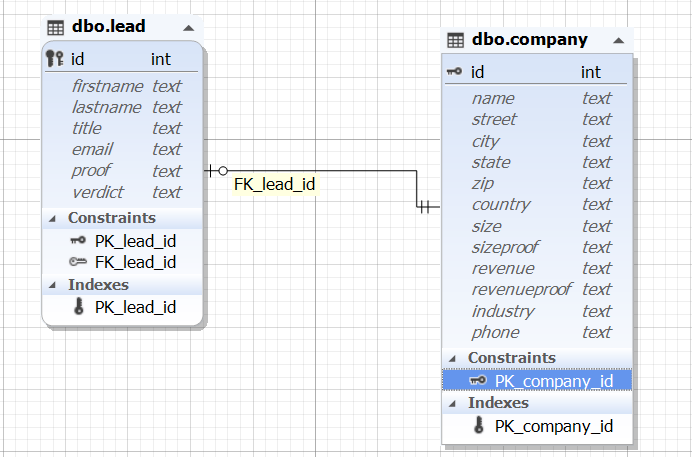 dbo.lead
id int
firstname text
lastname text
title text
email text
proof text
verdict text
Constraints
PK_lead_id
FK_lead_id
Indexes
PK_lead_id
FK_lead_id
dbo.company
id int
name text
street text
city text
state text
zip text
country text
size text
sizeproof text
revenue text
revenueproof text
industry text
phone text
Constraints
PK_company_id
Indexes
PK_company_id